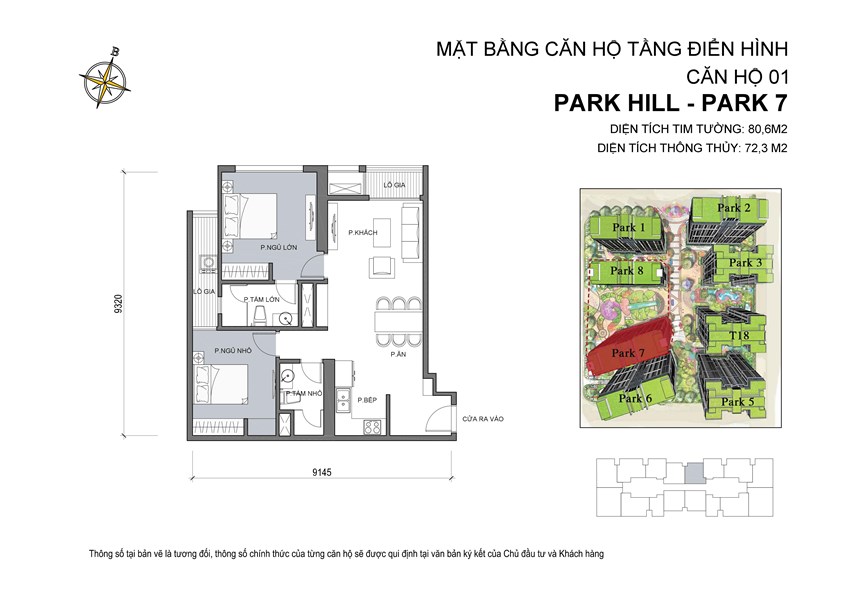 MẶT BẰNG CĂN HỘ TẦNG ĐIỂN HÌNH
CĂN HỘ 01
PARK HILL - PARK 7
DIỆN TÍCH TIM TƯỜNG: 80,6M2
DIỆN TÍCH THÔNG THỦY: 72,3 M2
LÔ GIA
P.KHÁCH
P.NGỦ LỚN
LÔ GIA
P.TẮM LỚN
9320
P.NGỦ NHỎ
P.ĂN
P.TẮM NHỎ
P.BẾP
CỬA RA VÀO
9145
Park 2
Park 1
Park 3
Park 8
T18
Park 7
Park 6
Park 5
Thông số tại bản vẽ là tương đối, thông số chính thức của từng căn hộ sẽ được qui định tại văn bản ký kết của Chủ đầu tư và Khách hàng